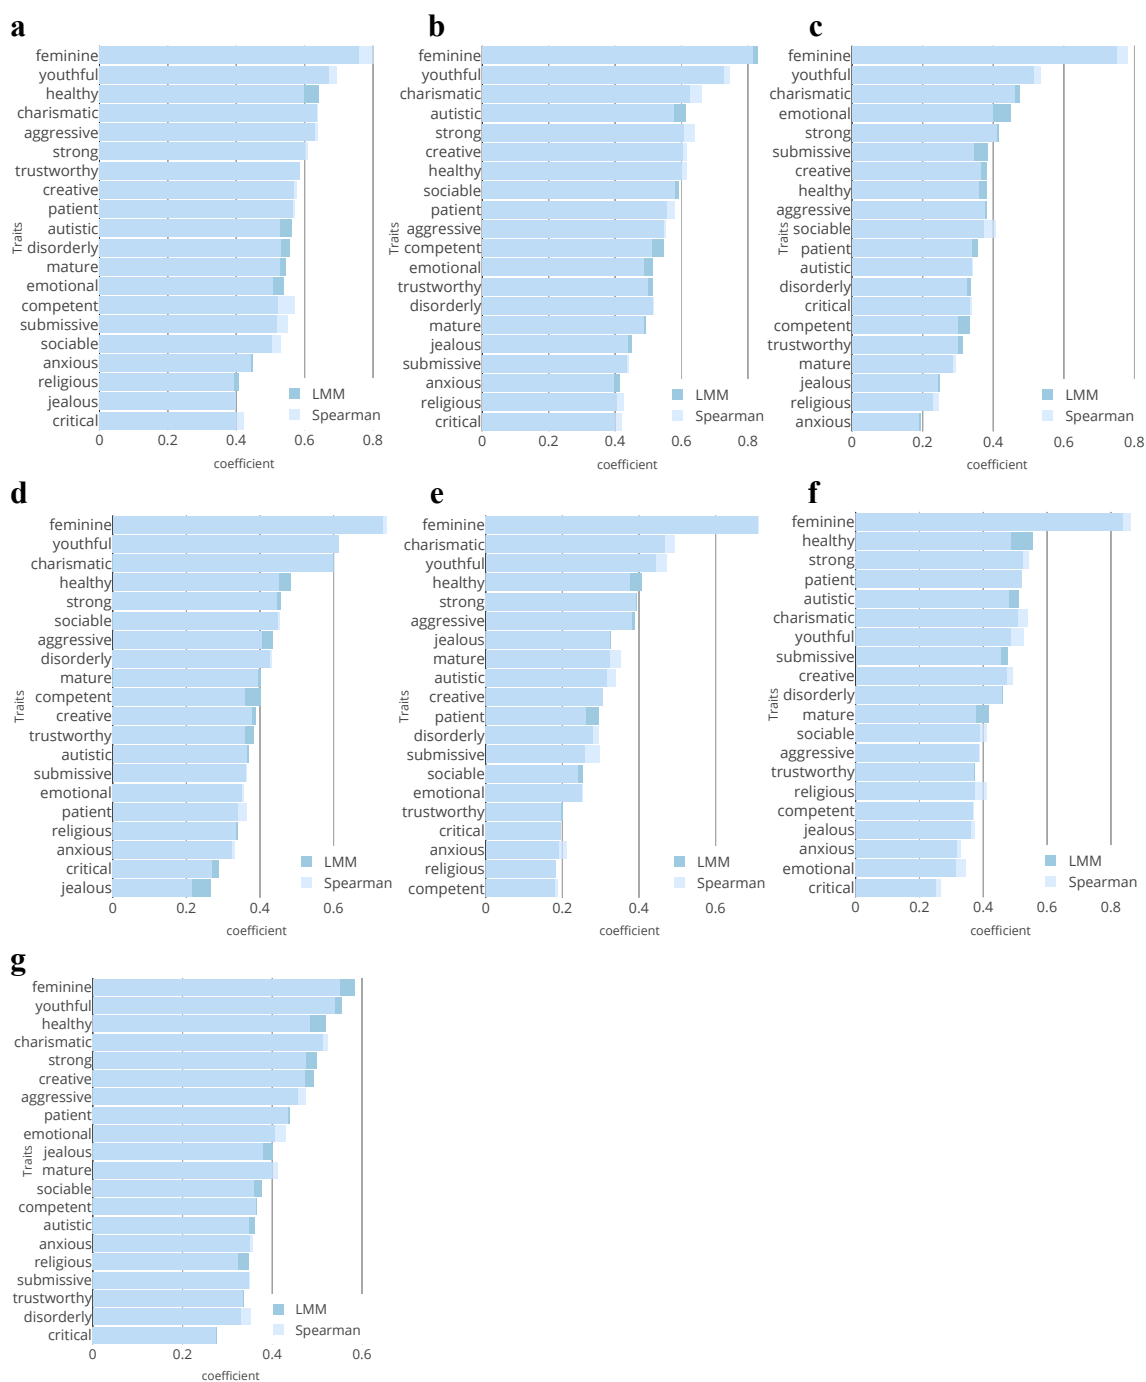 a
feminine
youthful
healthy
charismatic
aggressive
strong
trustworthy
creative
patient
autistic
disorderly
mature
emotional
competent
submissive
sociable
anxious
religious
jealous
critical
Traits
LMM
Spearman
0 0.2 0.4 0.6 0.8
coefficient
b
feminine
youthful
charismatic
autistic
strong
creative
healthy
sociable
patient
aggressive
competent
emotional
trustworthy
disorderly
mature
jealous
submissive
anxious
religious
critical
Traits
LMM
Spearman
0 0.2 0.4 0.6 0.8
coefficient
c
feminine
youthful
charismatic
emotional
strong
submissive
creative
healthy
aggressive
sociable
patient
autistic
disorderly
critical
competent
trustworthy
mature
jealous
religious
anxious
Traits
LMM
Spearman
0 0.2 0.4 0.6 0.8
coefficient
d
feminine
youthful
charismatic
healthy
strong
sociable
aggressive
disorderly
mature
competent
creative
trustworthy
autistic
submissive
emotional
patient
religious
anxious
critical
jealous
Traits
LMM
Spearman
0 0.2 0.4 0.6
coefficient
e
feminine
charismatic
youthful
healthy
strong
aggressive
jealous
mature
autistic
creative
patient
disorderly
submissive
sociable
emotional
trustworthy
critical
anxious
religious
competent
Traits
LMM
Spearman
0 0.2 0.4 0.6
coefficient
f
feminine
healthy
strong
patient
autistic
charismatic
youthful
submissive
creative
disorderly
mature
sociable
aggressive
trustworthy
religious
competent
jealous
anxious
emotional
critical
Traits
LMM
Spearman
0 0.2 0.4 0.6 0.8
coefficient
g
feminine
youthful
healthy
charismatic
strong
creative
aggressive
patient
emotional
jealous
mature
sociable
competent
autistic
anxious
religious
submissive
trustworthy
disorderly
critical
Traits
LMM
Spearman
0 0.2 0.4 0.6
coefficient